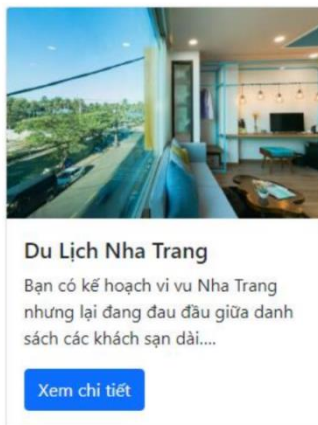 Du Lịch Nha Trang
Bạn có kế hoạch vi vu Nha Trang
nhưng lại đang đau đầu giữa danh
sách các khách sạn dài....
Xem chi tiết